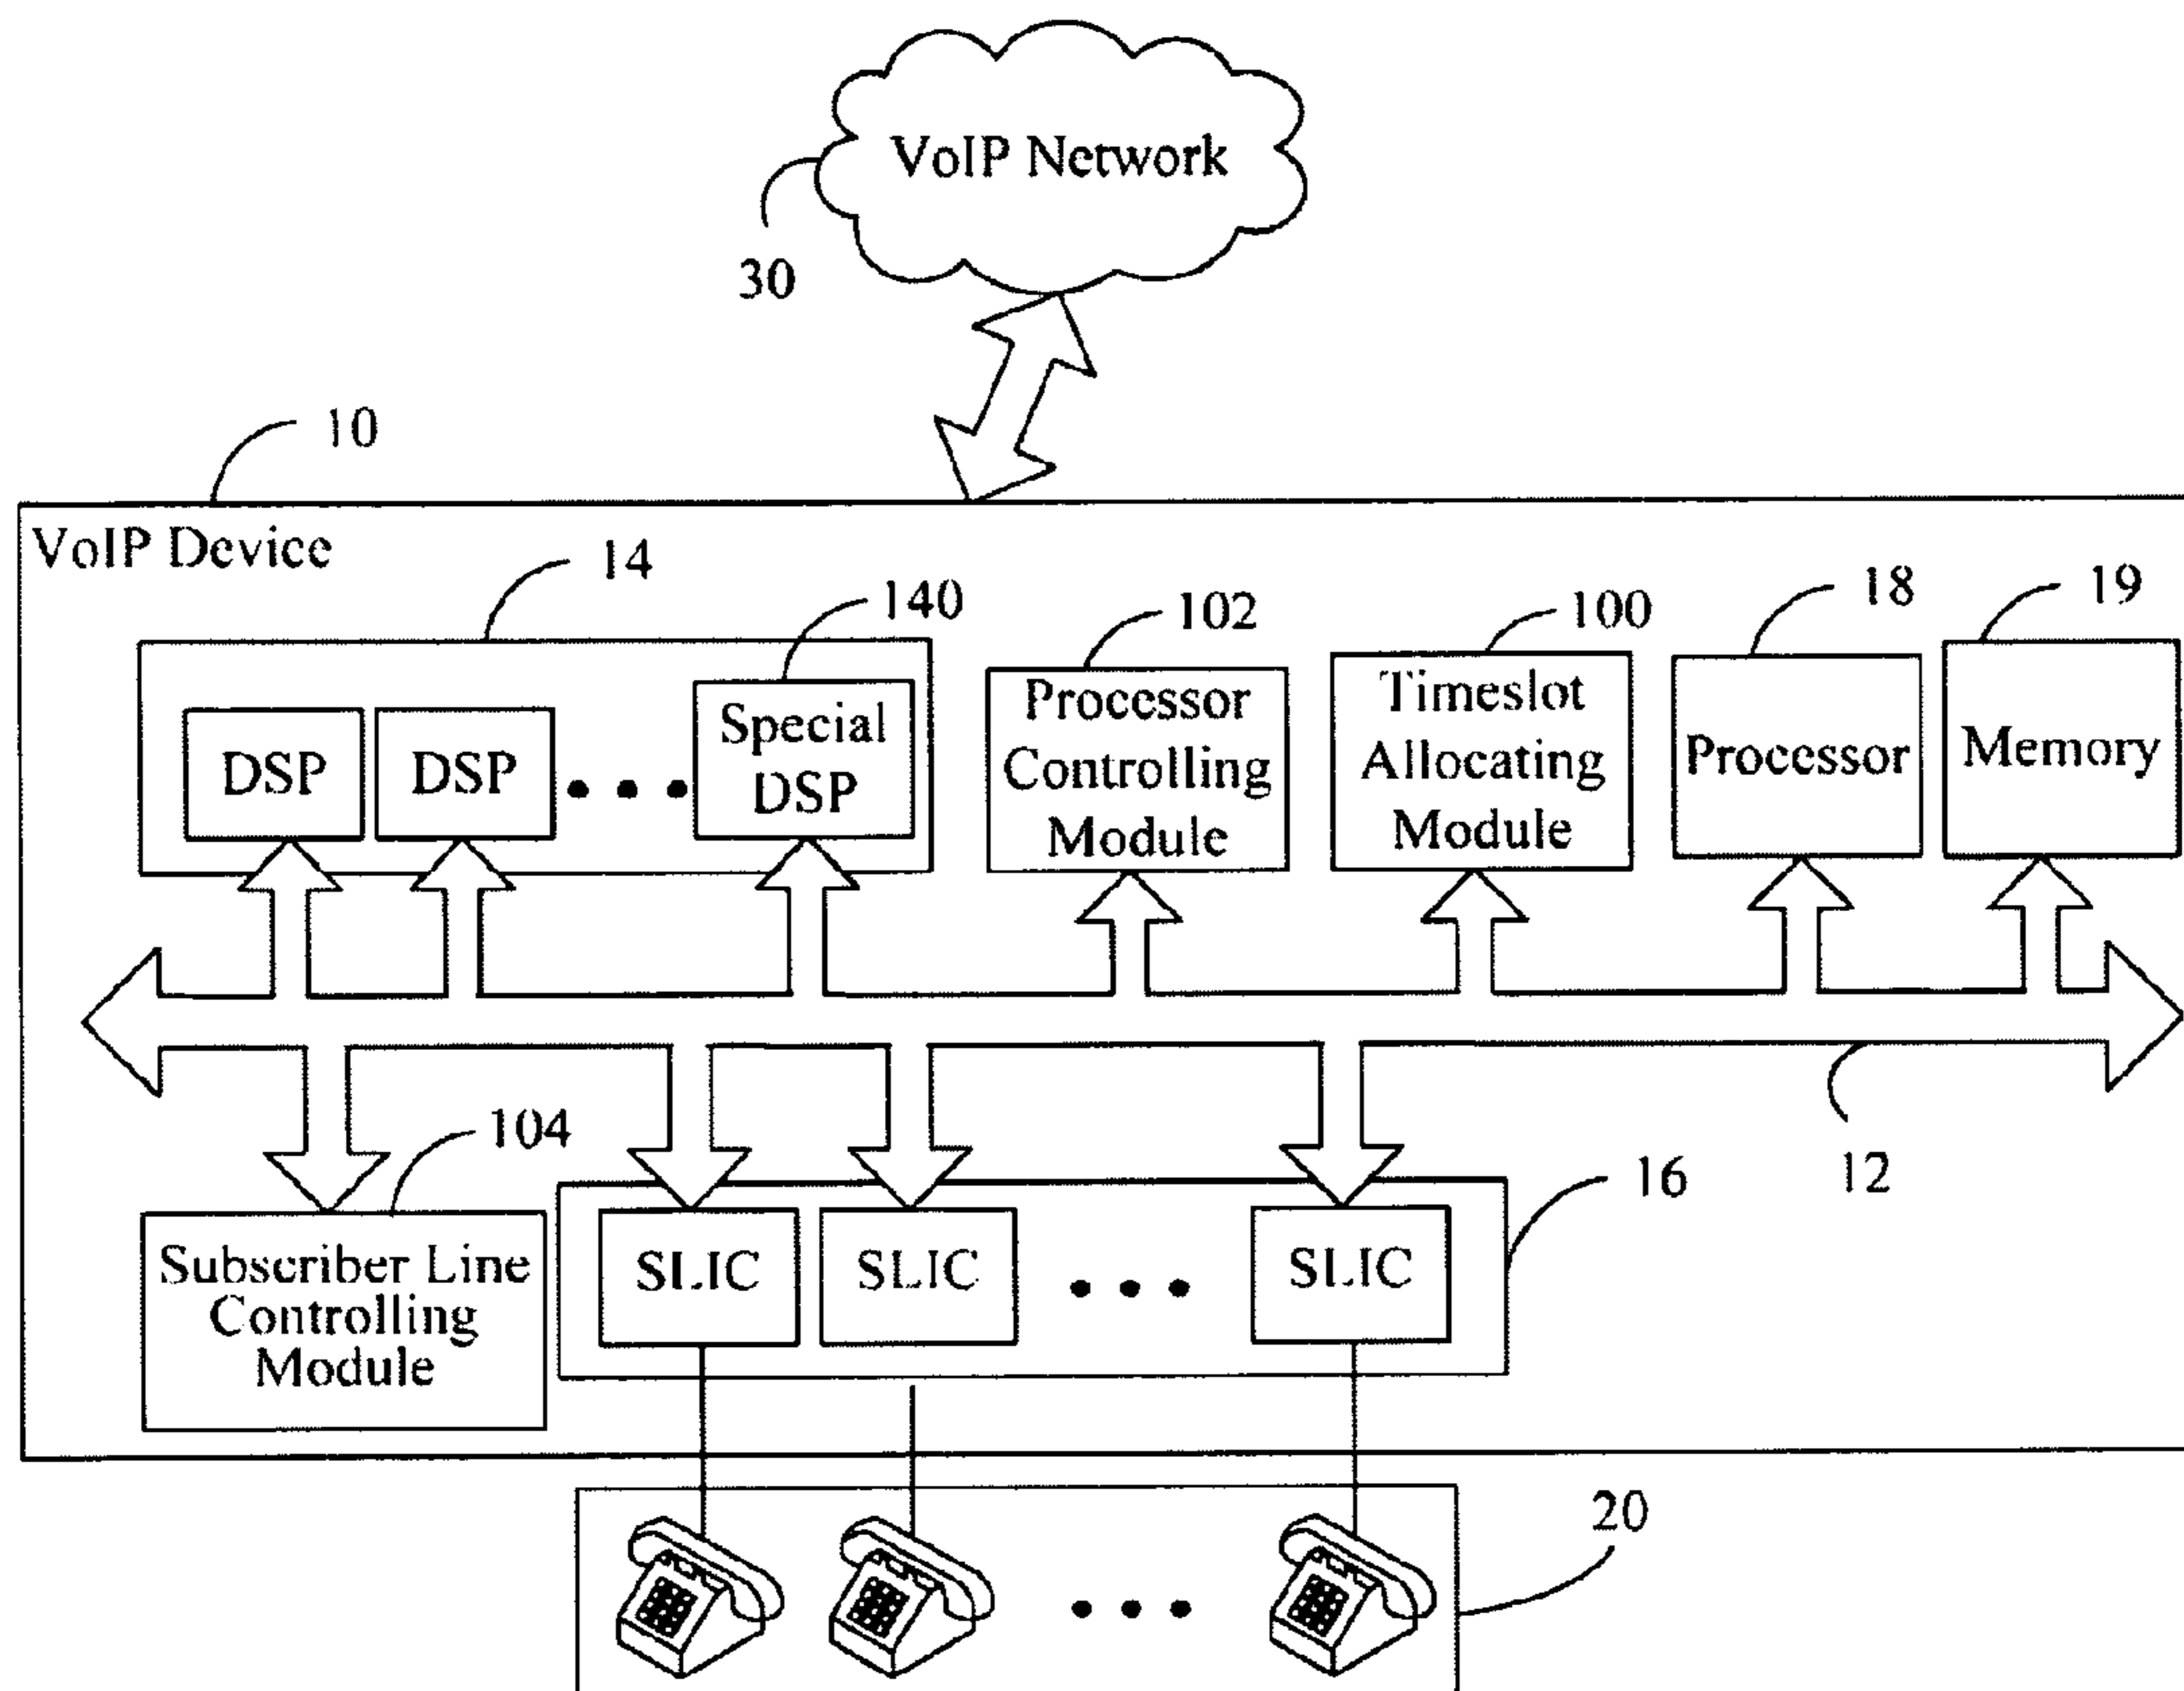 VoIP Network
30
10
VoIP Device
14
140
102
100
18
19
DSP
DSP
Special
DSP
Processor
Controlling
Module
Timeslot
Allocating
Module
Processor
Memory
104
12
16
Subscriber Line
Controlling
Module
SLIC
SLIC
SLIC
20